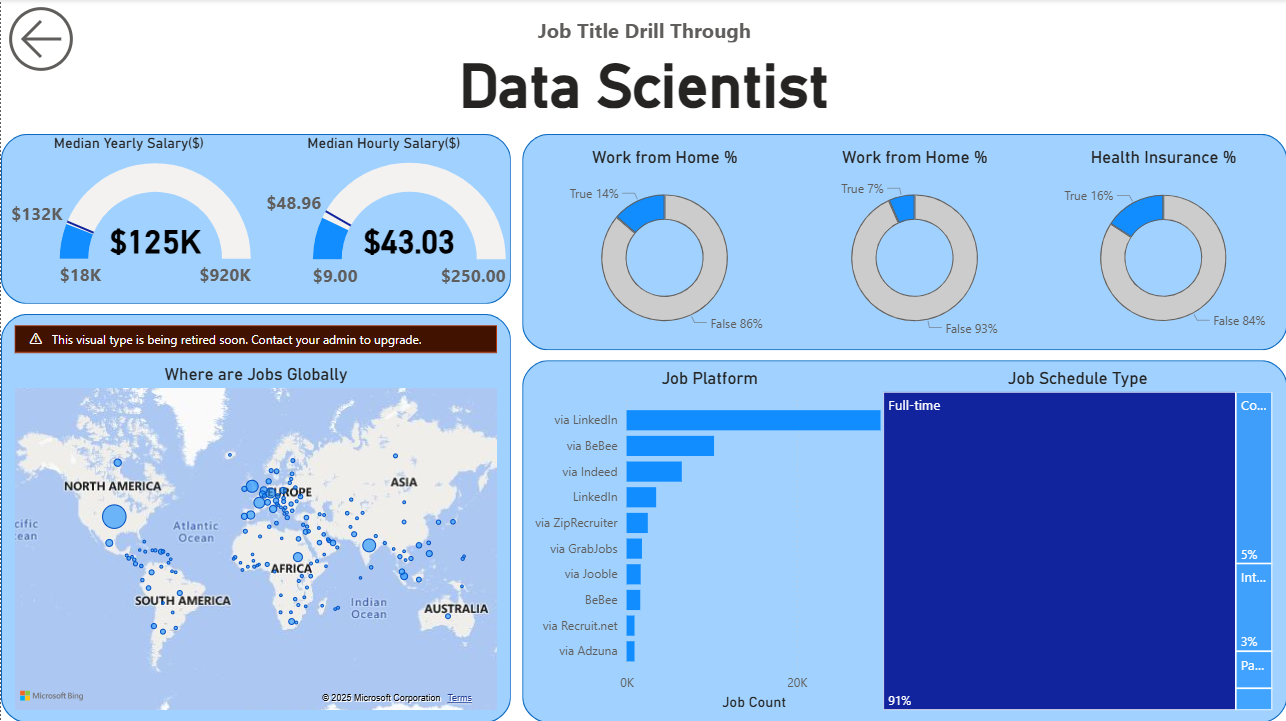 Job Title Drill Through
Data Scientist
Median Yearly Salary($)
$132K
$125K
$18K
$920K
Median Hourly Salary($)
$48.96
$43.03
$9.00
$250.00
Work from Home %
True 14%
False 86%
Work from Home %
True 7%
False 93%
Health Insurance %
True 16%
False 84%
This visual type is being retired soon. Contact your admin to upgrade.
Where are Jobs Globally
NORTH AMERICA
EUROPE
ASIA
cific
ean
Atlantic
Ocean
AFRICA
SOUTH AMERICA
Indian
Ocean
AUSTRALIA
Microsoft Bing
© 2025 Microsoft Corporation Terms
Job Platform
via LinkedIn
via BeBee
via Indeed
LinkedIn
via ZipRecruiter
via GrabJobs
via Jooble
BeBee
via Recruit.net
via Adzuna
0K
20K
Job Count
Job Schedule Type
Full-time
91%
Co...
5%
Int...
3%
Pa...